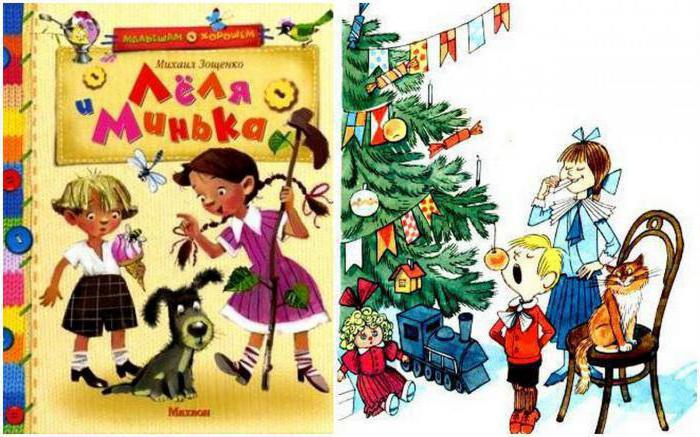 МАЛЫШАМ о ХОРОШЕМ
Михаил Зощенко
Лёля
и Минька
Махаон